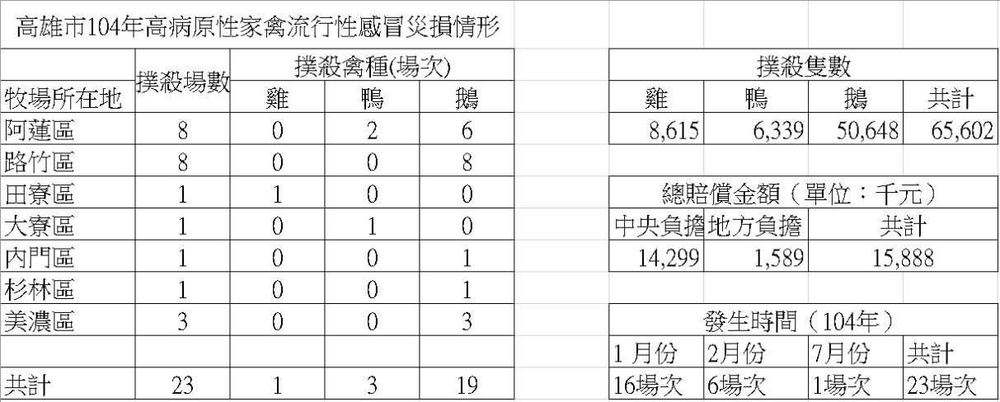 高雄市104年高病原性家禽流行性感冒災損情形
牧場所在地 撲殺場數 撲殺禽種(場次)
雞 鴨 鵝
阿蓮區 8 0 2 6
路竹區 8 0 0 8
田寮區 1 1 0 0
大寮區 1 0 1 0
內門區 1 0 0 1
杉林區 1 0 0 1
美濃區 3 0 0 3
共計 23 1 3 19
撲殺隻數
雞 鴨 鵝 共計
8,615 6,339 50,648 65,602
總賠償金額（單位：千元）
中央負擔 地方負擔 共計
14,299 1,589 15,888
發生時間（104年）
1 月份 2月份 7月份 共計
16場次 6場次 1場次 23場次